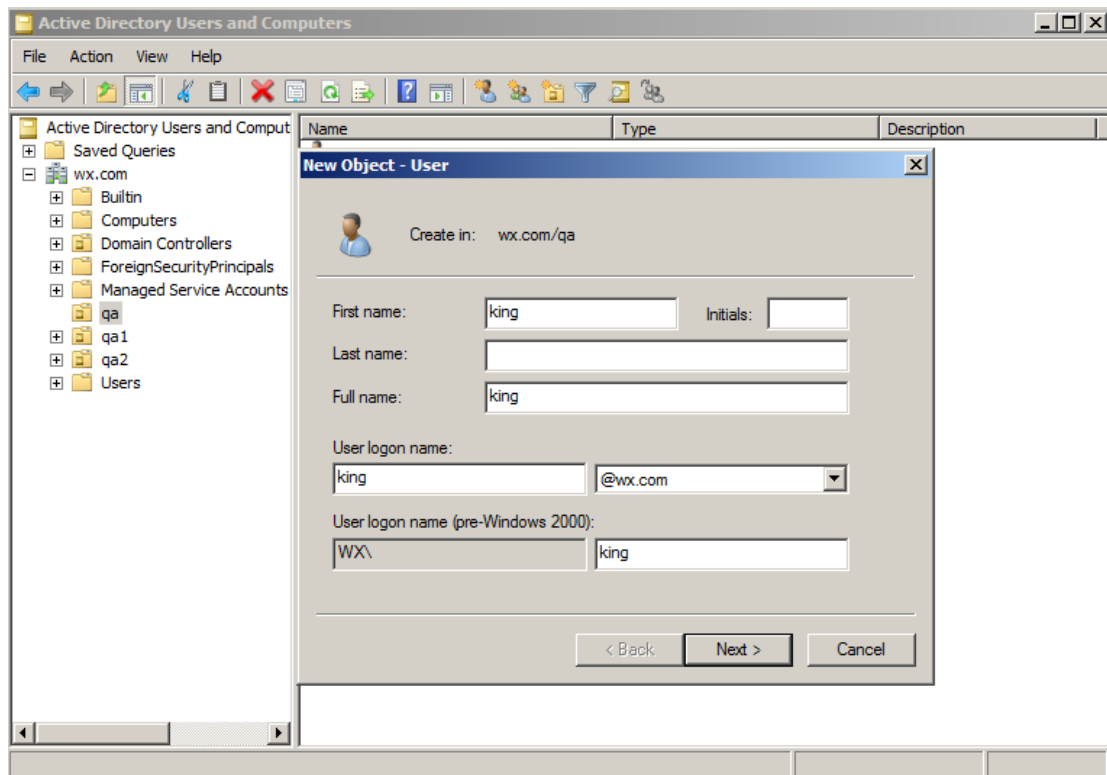 Active Directory Users and Computers
File Action View Help
Active Directory Users and Comput
Saved Queries
wx.com
Builtin
Computers
Domain Controllers
ForeignSecurityPrincipals
Managed Service Accounts
qa
qa1
qa2
Users
Name Type Description
New Object - User
Create in: wx.com/qa
First name: king Initials:
Last name:
Full name: king
User logon name:
king @wx.com
User logon name (pre-Windows 2000):
WX\ king
< Back Next > Cancel